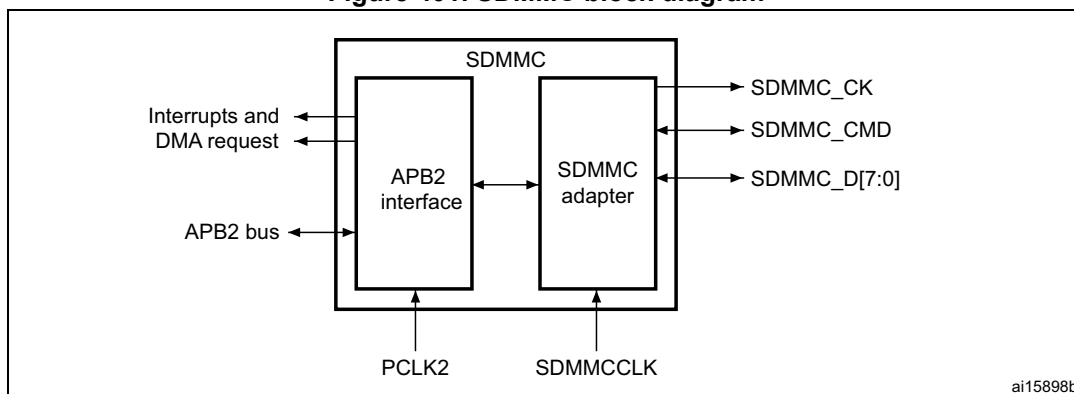 Figure SDMMC block diagram
SDMMC
Interrupts and
DMA request
APB2 bus
APB2
interface
SDMMC
adapter
SDMMC_CK
SDMMC_CMD
SDMMC_D[7:0]
PCLK2
SDMMCCLK
ai15898b